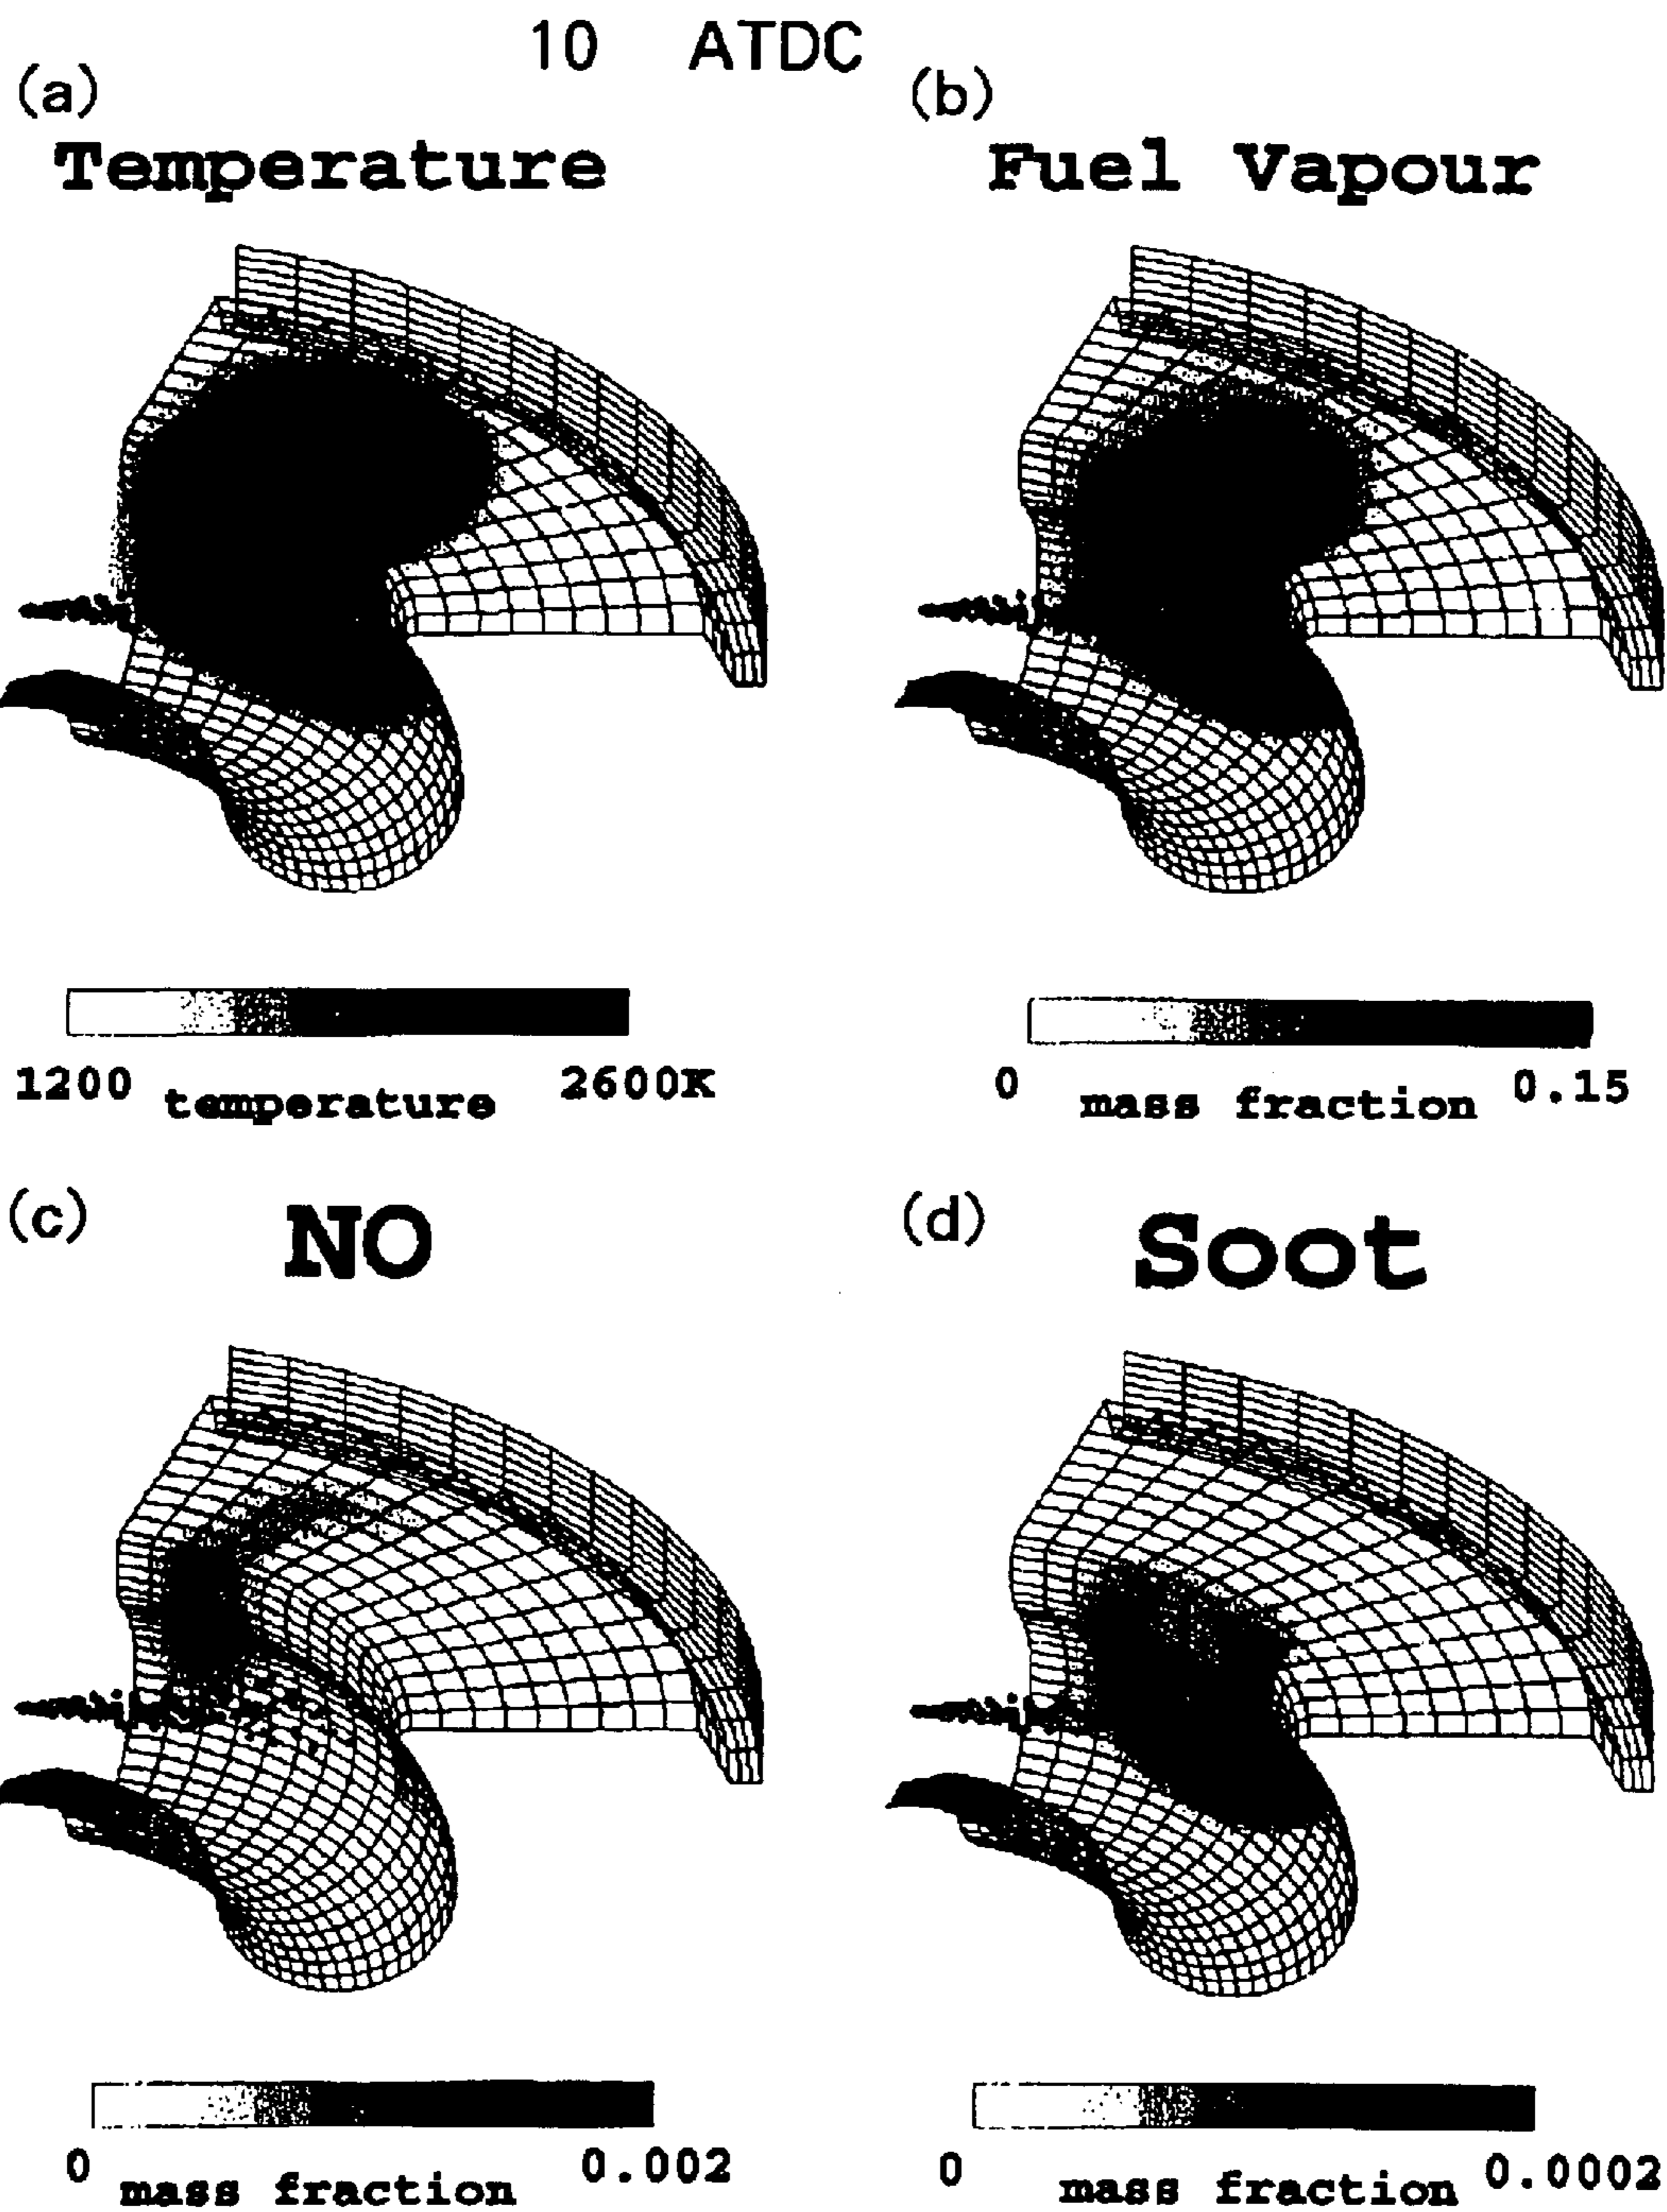 10 ATDC
(a)
Temperature
(b)
Fuel Vapour
1200 temperature 2600K
0 mass fraction 0.15
(c) NO
(d) Soot
0 mass fraction 0.002
0 mass fraction 0.0002